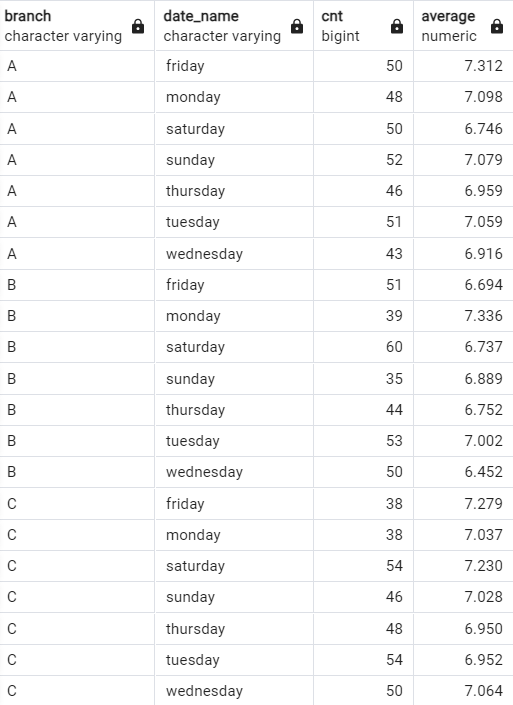 branch date_name cnt average
character varying character varying bigint numeric
A friday 50 7.312
A monday 48 7.098
A saturday 50 6.746
A sunday 52 7.079
A thursday 46 6.959
A tuesday 51 7.059
A wednesday 43 6.916
B friday 51 6.694
B monday 39 7.336
B saturday 60 6.737
B sunday 35 6.889
B thursday 44 6.752
B tuesday 53 7.002
B wednesday 50 6.452
C friday 38 7.279
C monday 38 7.037
C saturday 54 7.230
C sunday 46 7.028
C thursday 48 6.950
C tuesday 54 6.952
C wednesday 50 7.064